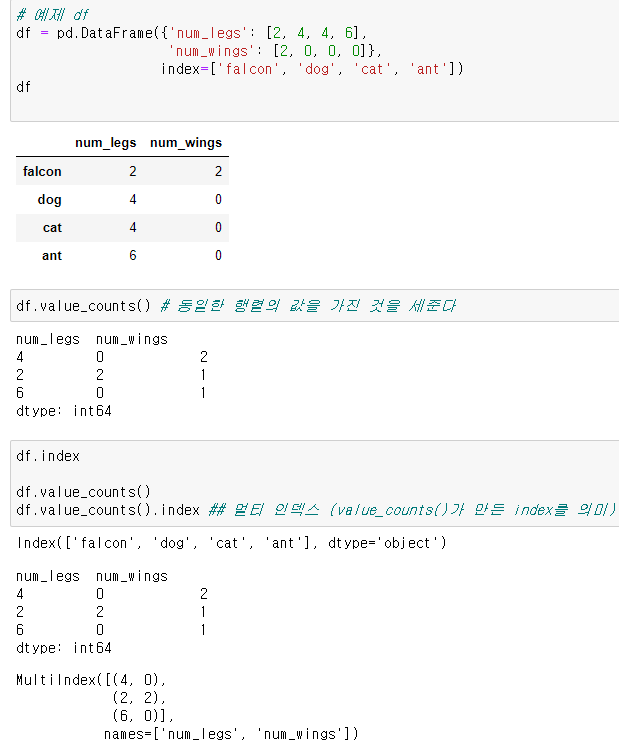 # 예제 df
df = pd.DataFrame({'num_legs': [2, 4, 4, 6],
'num_wings': [2, 0, 0, 0]},
index=['falcon', 'dog', 'cat', 'ant'])
df
num_legs num_wings
falcon 2 2
dog 4 0
cat 4 0
ant 6 0
df.value_counts() # 동일한 행렬의 값을 가진 것을 세준다
num_legs num_wings
4 0 2
2 2 1
6 0 1
dtype: int64
df.index
df.value_counts()
df.value_counts().index ## 멀티 인덱스 (value_counts()가 만든 index를 의미)
Index(['falcon', 'dog', 'cat', 'ant'], dtype='object')
num_legs num_wings
4 0 2
2 2 1
6 0 1
dtype: int64
MultiIndex([(4, 0),
(2, 2),
(6, 0)],
names=['num_legs', 'num_wings'])